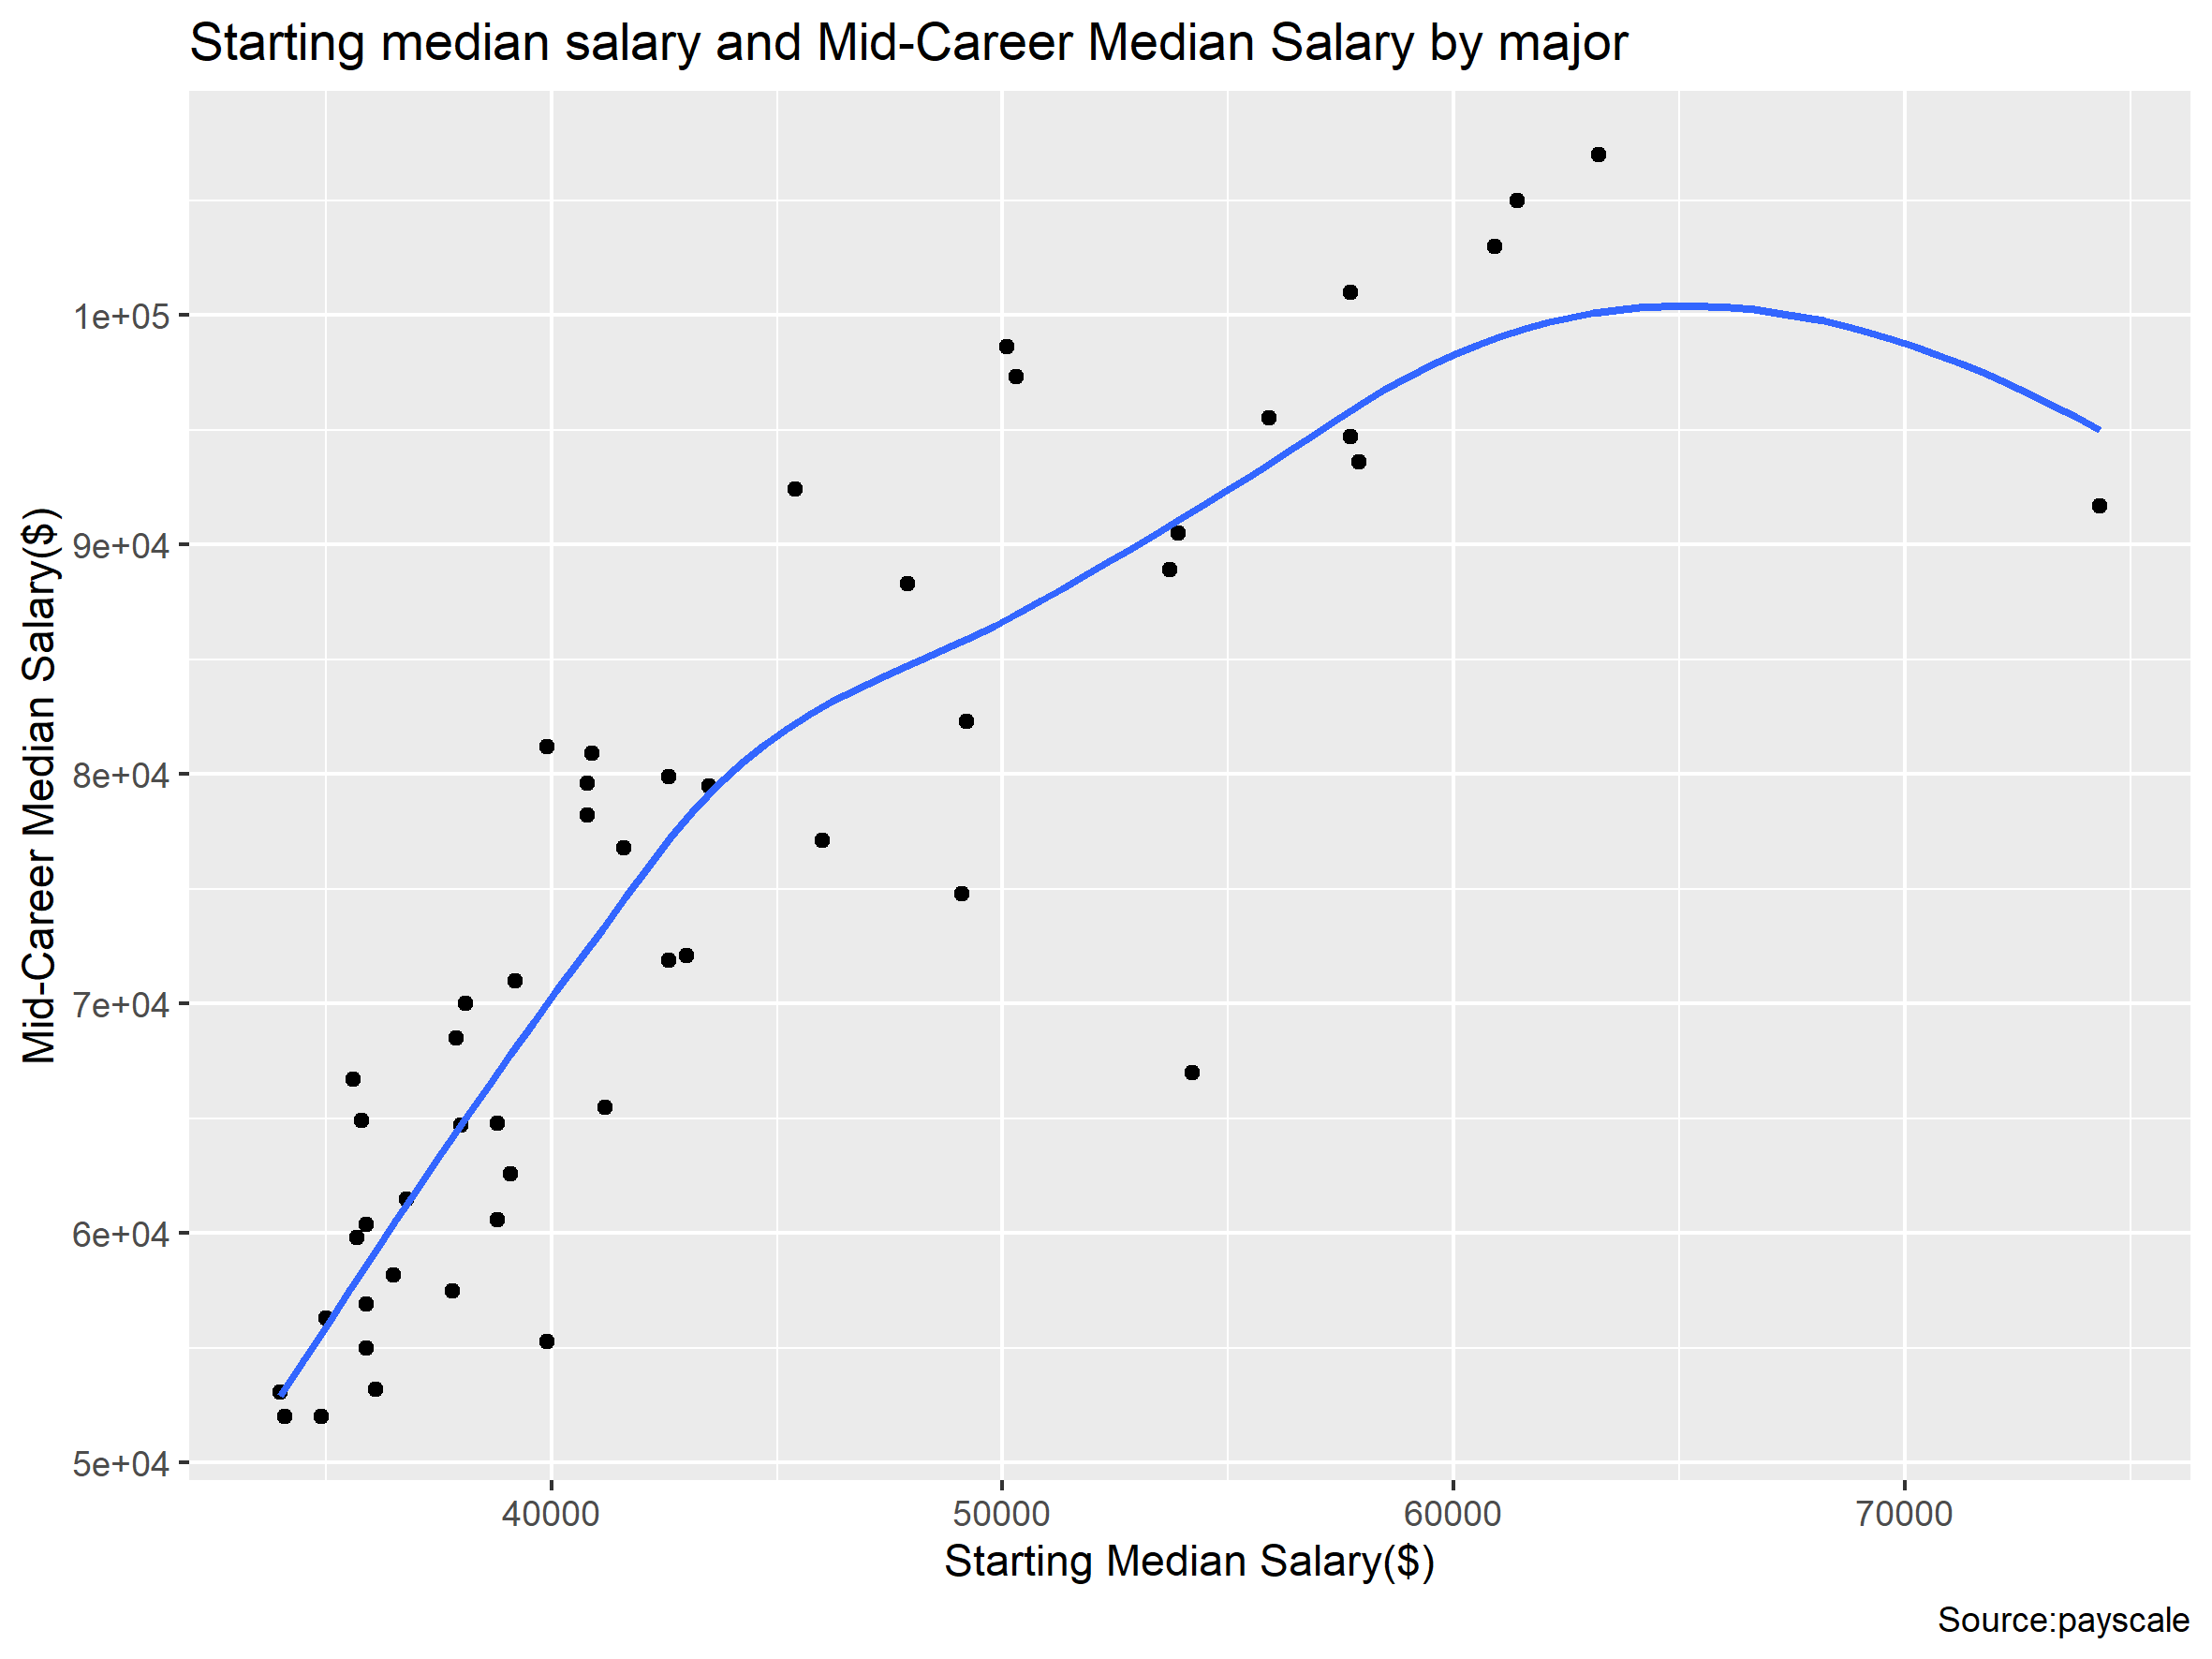 Starting median salary and Mid-Career Median Salary by major
Mid-Career Median Salary($)
1e+05
9e+04
8e+04
7e+04
6e+04
5e+04
40000
50000
60000
70000
Starting Median Salary($)
Source:payscale